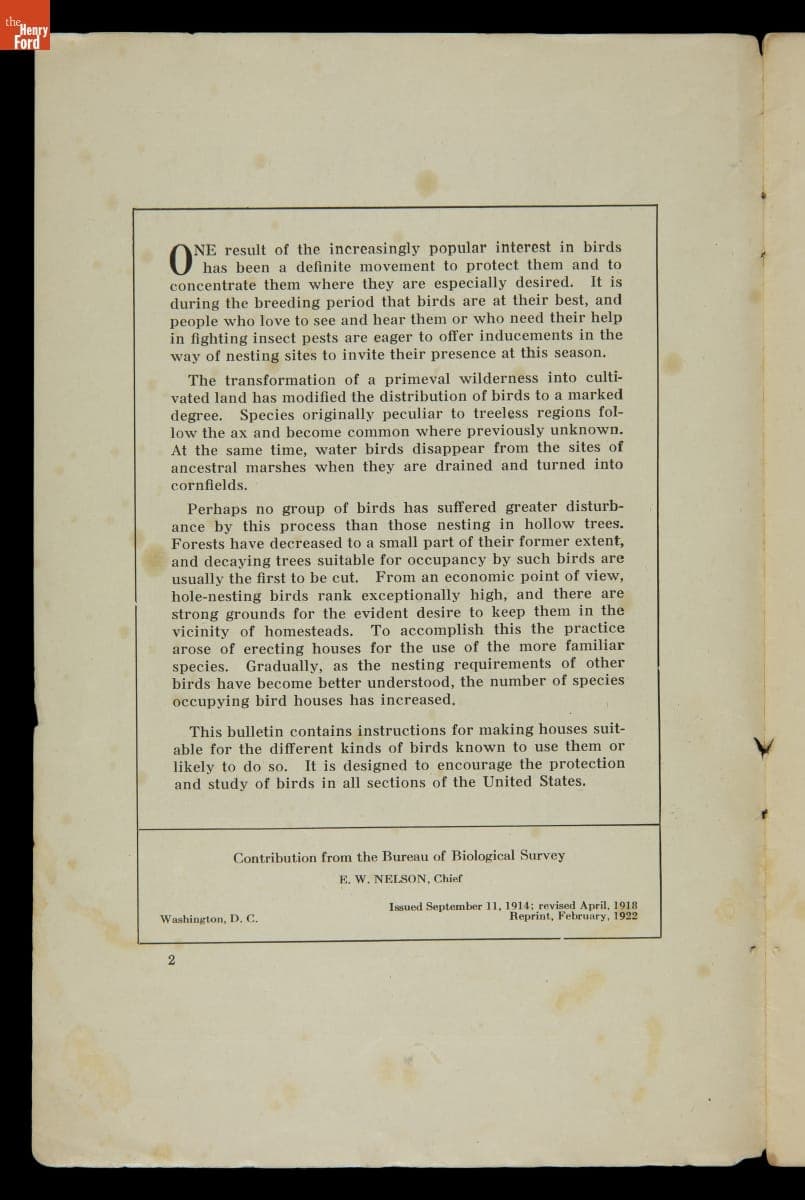 the
Henry
Ford
ONE result of the increasingly popular interest in birds
has been a definite movement to protect them and to
concentrate them where they are especially desired. It is
during the breeding period that birds are at their best, and
people who love to see and hear them or who need their help
in fighting insect pests are eager to offer inducements in the
way of nesting sites to invite their presence at this season.
The transformation of a primeval wilderness into culti-
vated land has modified the distribution of birds to a marked
degree. Species originally peculiar to treeless regions fol-
low the ax and become common where previously unknown.
At the same time, water birds disappear from the sites of
ancestral marshes when they are drained and turned into
cornfields.
Perhaps no group of birds has suffered greater disturb-
ance by this process than those nesting in hollow trees.
Forests have decreased to a small part of their former extent,
and decaying trees suitable for occupancy by such birds are
usually the first to be cut. From an economic point of view,
hole-nesting birds rank exceptionally high, and there are
strong grounds for the evident desire to keep them in the
vicinity of homesteads. To accomplish this the practice
arose of erecting houses for the use of the more familiar
species. Gradually, as the nesting requirements of other
birds have become better understood, the number of species
occupying bird houses has increased.
This bulletin contains instructions for making houses suit-
able for the different kinds of birds known to use them or
likely to do so. It is designed to encourage the protection
and study of birds in all sections of the United States.
Contribution from the Bureau of Biological Survey
E. W. NELSON, Chief
Issued September 11, 1914; revised April, 1918
Washington, D. C. Reprint, February, 1922
2